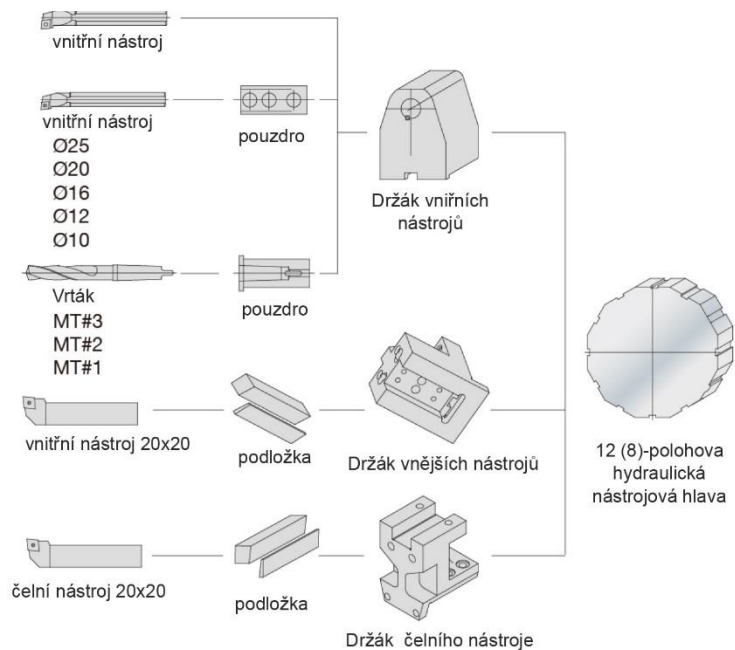 vnitřní nástroj
vnitřní nástroj
Ø25
Ø20
Ø16
Ø12
Ø10
pouzdro
Držák vniřních
nástrojů
Vrták
MT#3
MT#2
MT#1
pouzdro
vnitřní nástroj 20x20
podložka
Držák vnějších nástrojů
12 (8)-polohova
hydraulická
nástrojová hlava
čelní nástroj 20x20
podložka
Držák čelního nástroje